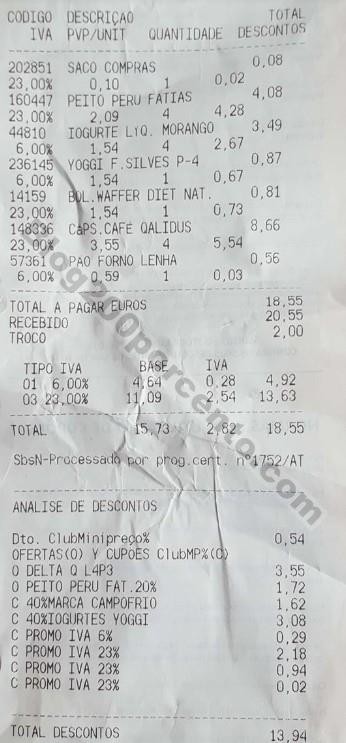 CODIGO DESCRIÇAO TOTAL
IVA PVP/UNIT QUANTIDADE DESCONTOS
202851 SACO COMPRAS 0,08
23,00% 0,10 1 0,02
160447 PEITO PERU FATIAS 4,08
23,00% 2,09 4 4,28
44810 IOGURTE LIQ. MORANGO 3,49
6,00% 1,54 4 2,67
236145 YOGGI F.SILVES P-4 0,87
6,00% 1,54 1 0,67
14159 BOL.WAFFER DIET NAT. 0,81
23,00% 1,54 1 0,73
148336 CáPS.CAFE QALIDUS 8,66
23,00% 3,55 4 5,54
57361 PAO FORNO LENHA 0,56
6,00% 0,59 1 0,03
TOTAL A PAGAR EUROS 18,55
RECEBIDO 20,55
TROCO 2,00
TIPO IVA BASE IVA
01 6,00% 4,64 0,28 4,92
03 23,00% 11,09 2,54 13,63
TOTAL 15,73 2,82 18,55
SbsN-Processado por prog.cert. nº1752/AT
ANALISE DE DESCONTOS
Dto. ClubMinipreço% 0,54
OFERTAS(O) Y CUPOES ClubMP%(C)
O DELTA Q L4P3 3,55
O PEITO PERU FAT.20% 1,72
C 40%MARCA CAMPOFRIO 1,62
C 40%IOGURTES YOGGI 3,08
C PROMO IVA 6% 0,29
C PROMO IVA 23% 2,18
C PROMO IVA 23% 0,94
C PROMO IVA 23% 0,02
TOTAL DESCONTOS 13,94
blog200porcento.com